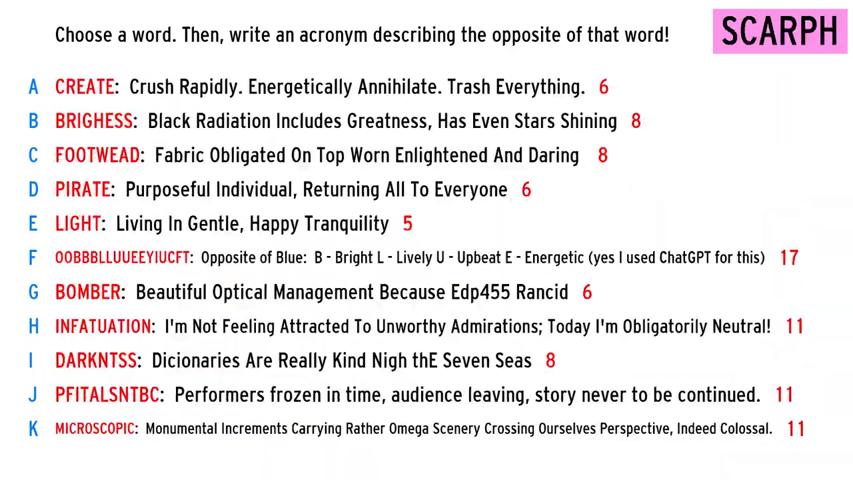 Choose a word. Then, write an acronym describing the opposite of that word! SCARPH
A CREATE: Crush Rapidly. Energetically Annihilate. Trash Everything. 6
B BRIGHESS: Black Radiation Includes Greatness, Has Even Stars Shining 8
C FOOTWEAD: Fabric Obligated On Top Worn Enlightened And Daring 8
D PIRATE: Purposeful Individual, Returning All To Everyone 6
E LIGHT: Living In Gentle, Happy Tranquility 5
F OOBBBLLUUEEYIUCFT: Opposite of Blue: B - Bright L - Lively U - Upbeat E - Energetic (yes I used ChatGPT for this) 17
G BOMBER: Beautiful Optical Management Because Edp455 Rancid 6
H INFATUATION: I'm Not Feeling Attracted To Unworthy Admirations; Today I'm Obligatorily Neutral! 11
I DARKNTSS: Dicionaries Are Really Kind Nigh thE Seven Seas 8
J PFITALSNTBC: Performers frozen in time, audience leaving, story never to be continued. 11
K MICROSCOPIC: Monumental Increments Carrying Rather Omega Scenery Crossing Ourselves Perspective, Indeed Colossal. 11